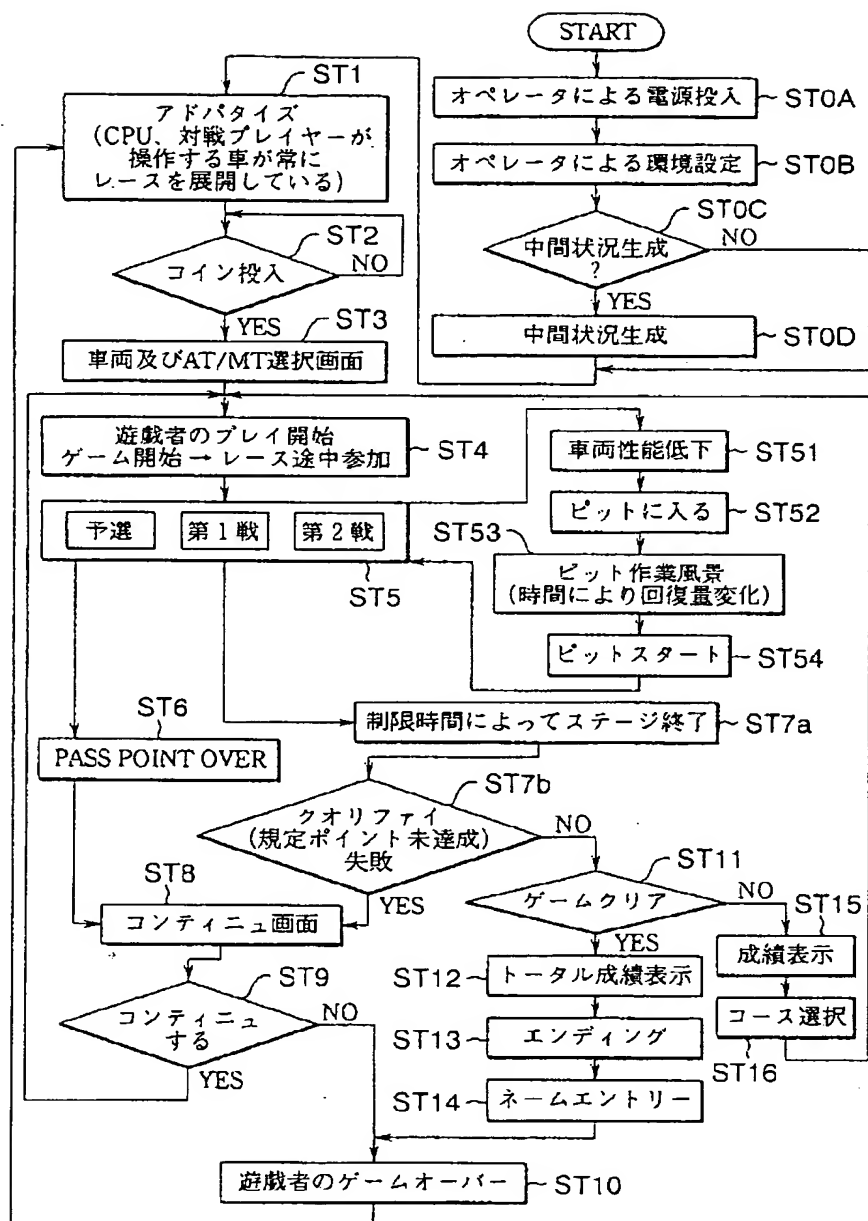 START
オペレータによる電源投入
ST0A
オペレータによる環境設定
ST0B
中間状況生成
?
ST0C
NO
YES
中間状況生成
ST0D
ST1
アドバタイズ
(CPU、対戦プレイヤーが
操作する車が常に
レースを展開している)
ST2
コイン投入
NO
YES
ST3
車両及びAT/MT選択画面
遊戯者のプレイ開始
ゲーム開始→レース途中参加
ST4
予選 第1戦 第2戦
ST5
車両性能低下
ST51
ピットに入る
ST52
ST53
ピット作業風景
(時間により回復量変化)
ピットスタート
ST54
ST6
PASS POINT OVER
制限時間によってステージ終了
ST7a
ST7b
クオリファイ
(規定ポイント未達成)
失敗
NO
YES
ST8
コンティニュ画面
ST9
コンティニュ
する
NO
YES
ST11
ゲームクリア
NO
YES
ST12
トータル成績表示
ST13
エンディング
ST14
ネームエントリー
ST15
成績表示
コース選択
ST16
遊戯者のゲームオーバー
ST10